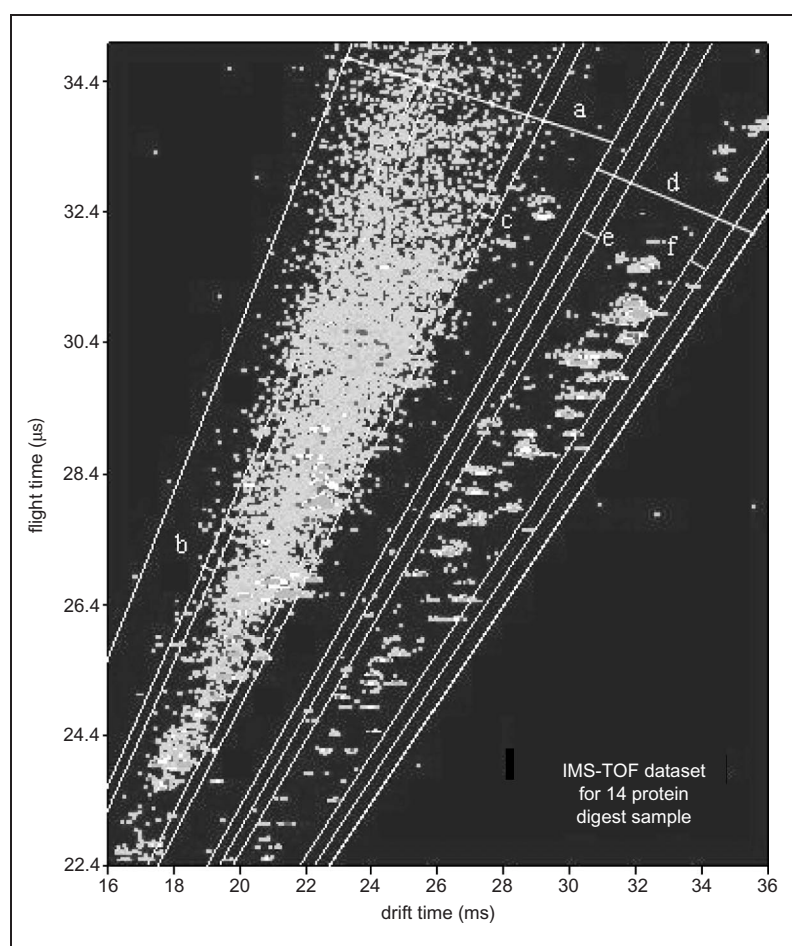 34.4
32.4
30.4
28.4
26.4
24.4
22.4
flight time (µs)
a
d
c
e
f
b
IMS-TOF dataset
for 14 protein
digest sample
16 18 20 22 24 26 28 30 32 34 36
drift time (ms)